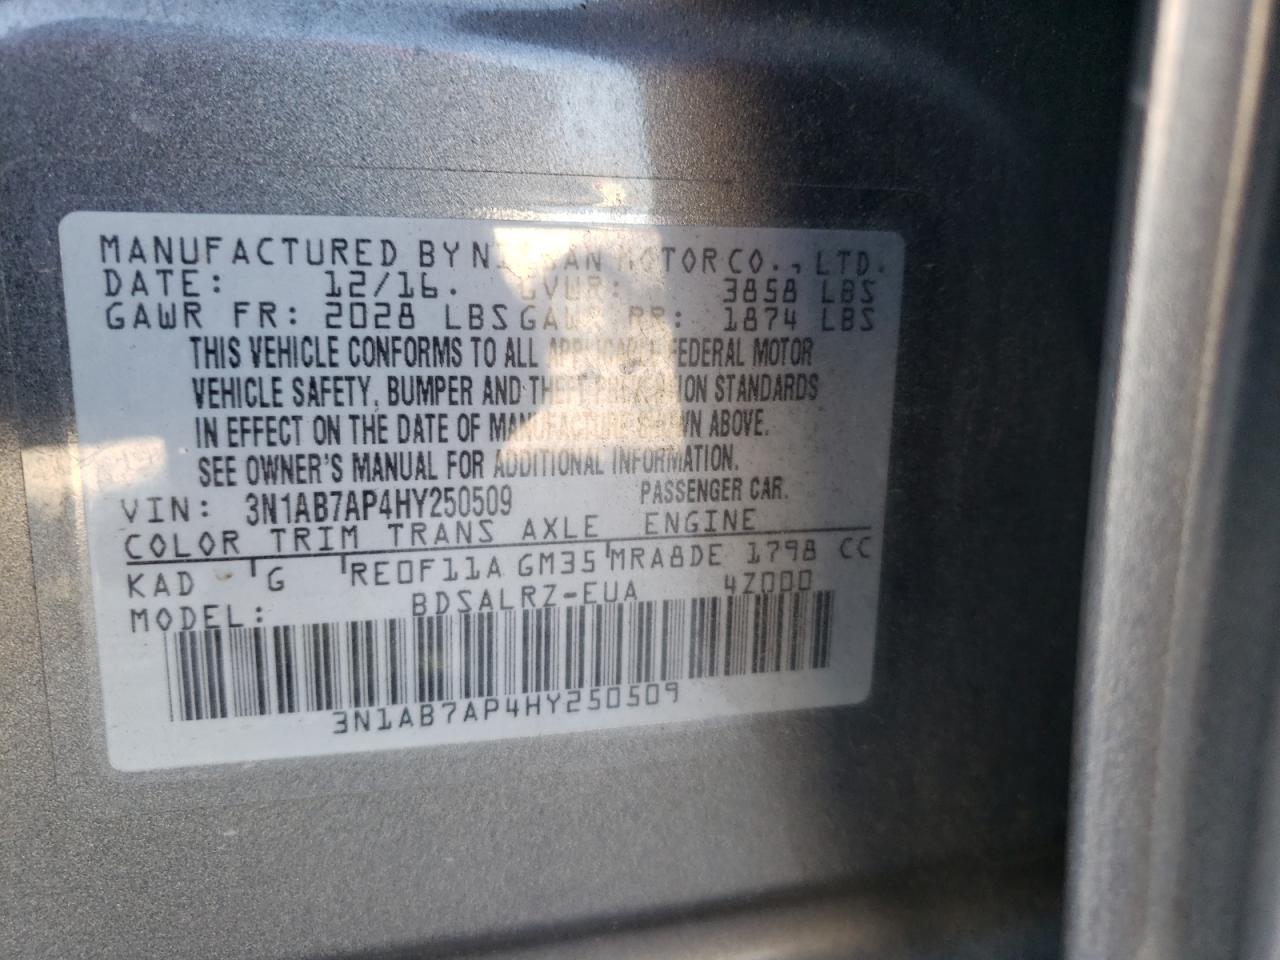 MANUFACTURED BY NISSAN MOTOR CO., LTD.
DATE: 12/16. GVWR: 3858 LBS
GAWR FR: 2028 LBS GAWR RR: 1874 LBS
THIS VEHICLE CONFORMS TO ALL APPLICABLE FEDERAL MOTOR
VEHICLE SAFETY, BUMPER AND THEFT PREVENTION STANDARDS
IN EFFECT ON THE DATE OF MANUFACTURE SHOWN ABOVE.
SEE OWNER'S MANUAL FOR ADDITIONAL INFORMATION.
VIN: 3N1AB7AP4HY250509 PASSENGER CAR.
COLOR TRIM TRANS AXLE ENGINE
KAD G RE0F11A GM35 MRA8DE 1798 CC
MODEL: BDSALRZ-EUA 4Z000
3N1AB7AP4HY250509